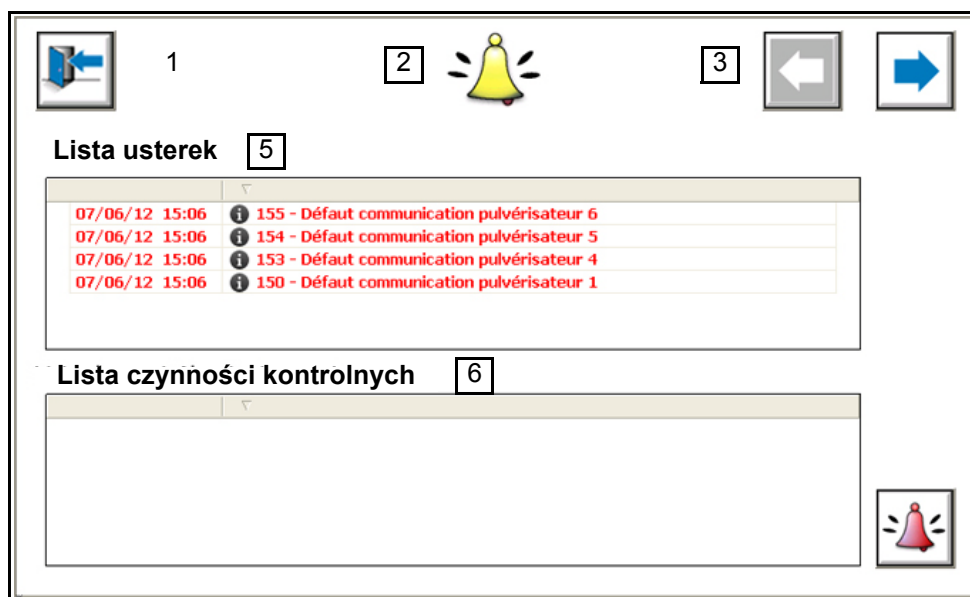 1 2 3
Lista usterek 5
07/06/12 15:06 155 - Défaut communication pulvérisateur 6
07/06/12 15:06 154 - Défaut communication pulvérisateur 5
07/06/12 15:06 153 - Défaut communication pulvérisateur 4
07/06/12 15:06 150 - Défaut communication pulvérisateur 1
Lista czynności kontrolnych 6